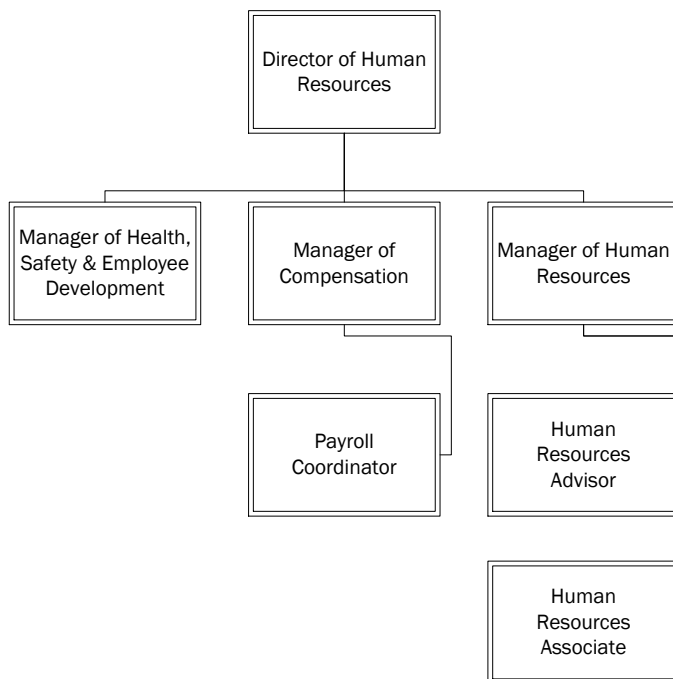 Director of Human
Resources
Manager of Health,
Safety & Employee
Development
Manager of
Compensation
Manager of Human
Resources
Payroll
Coordinator
Human
Resources
Advisor
Human
Resources
Associate